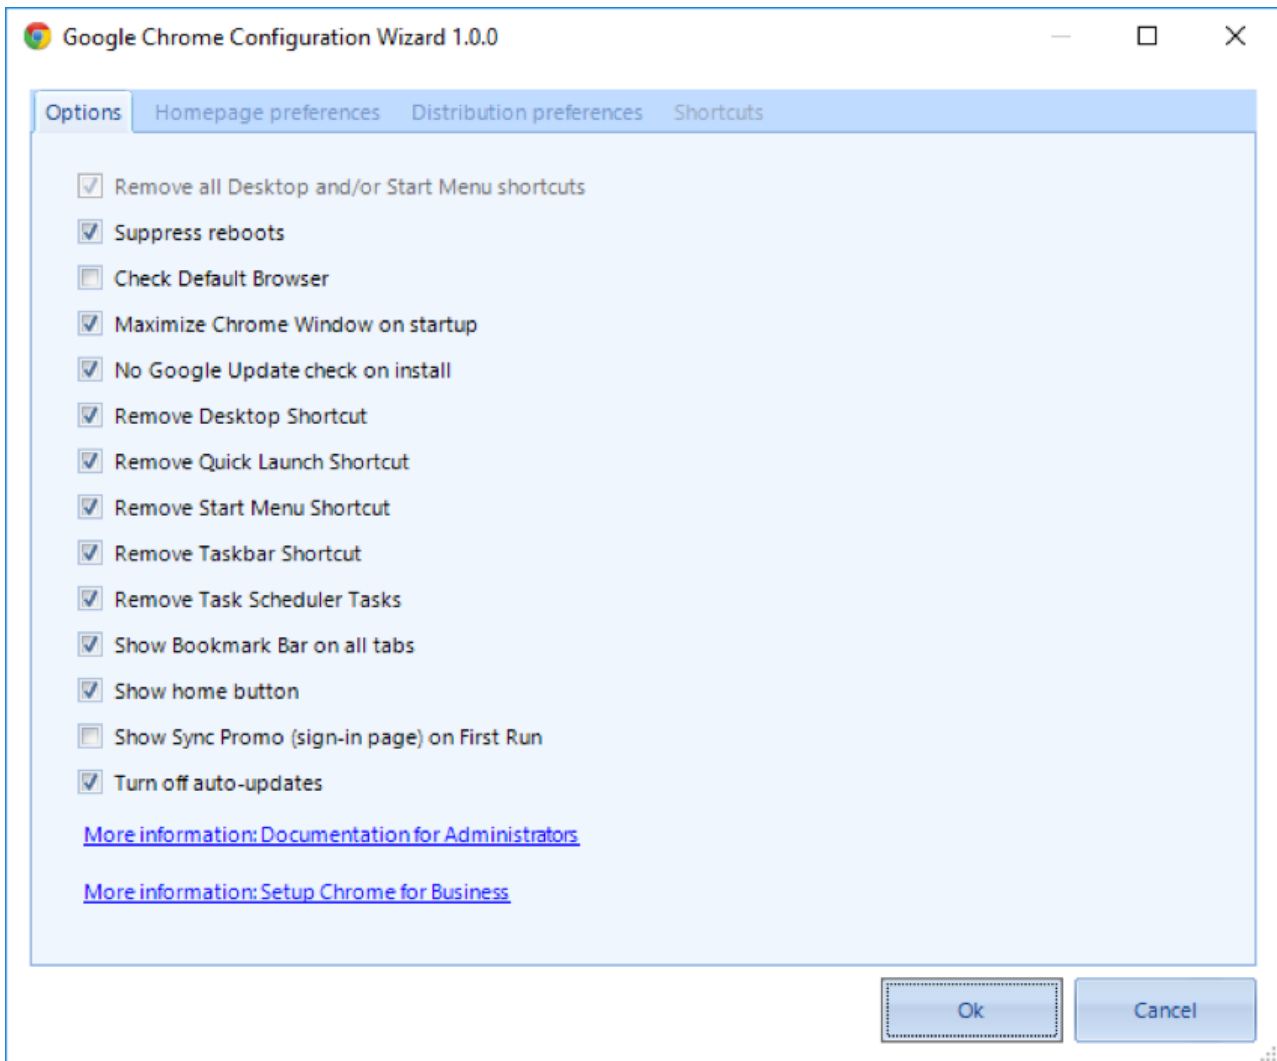 Google Chrome Configuration Wizard 1.0.0
Options Homepage preferences Distribution preferences Shortcuts
Remove all Desktop and/or Start Menu shortcuts
Suppress reboots
Check Default Browser
Maximize Chrome Window on startup
No Google Update check on install
Remove Desktop Shortcut
Remove Quick Launch Shortcut
Remove Start Menu Shortcut
Remove Taskbar Shortcut
Remove Task Scheduler Tasks
Show Bookmark Bar on all tabs
Show home button
Show Sync Promo (sign-in page) on First Run
Turn off auto-updates
More information: Documentation for Administrators
More information: Setup Chrome for Business
Ok Cancel